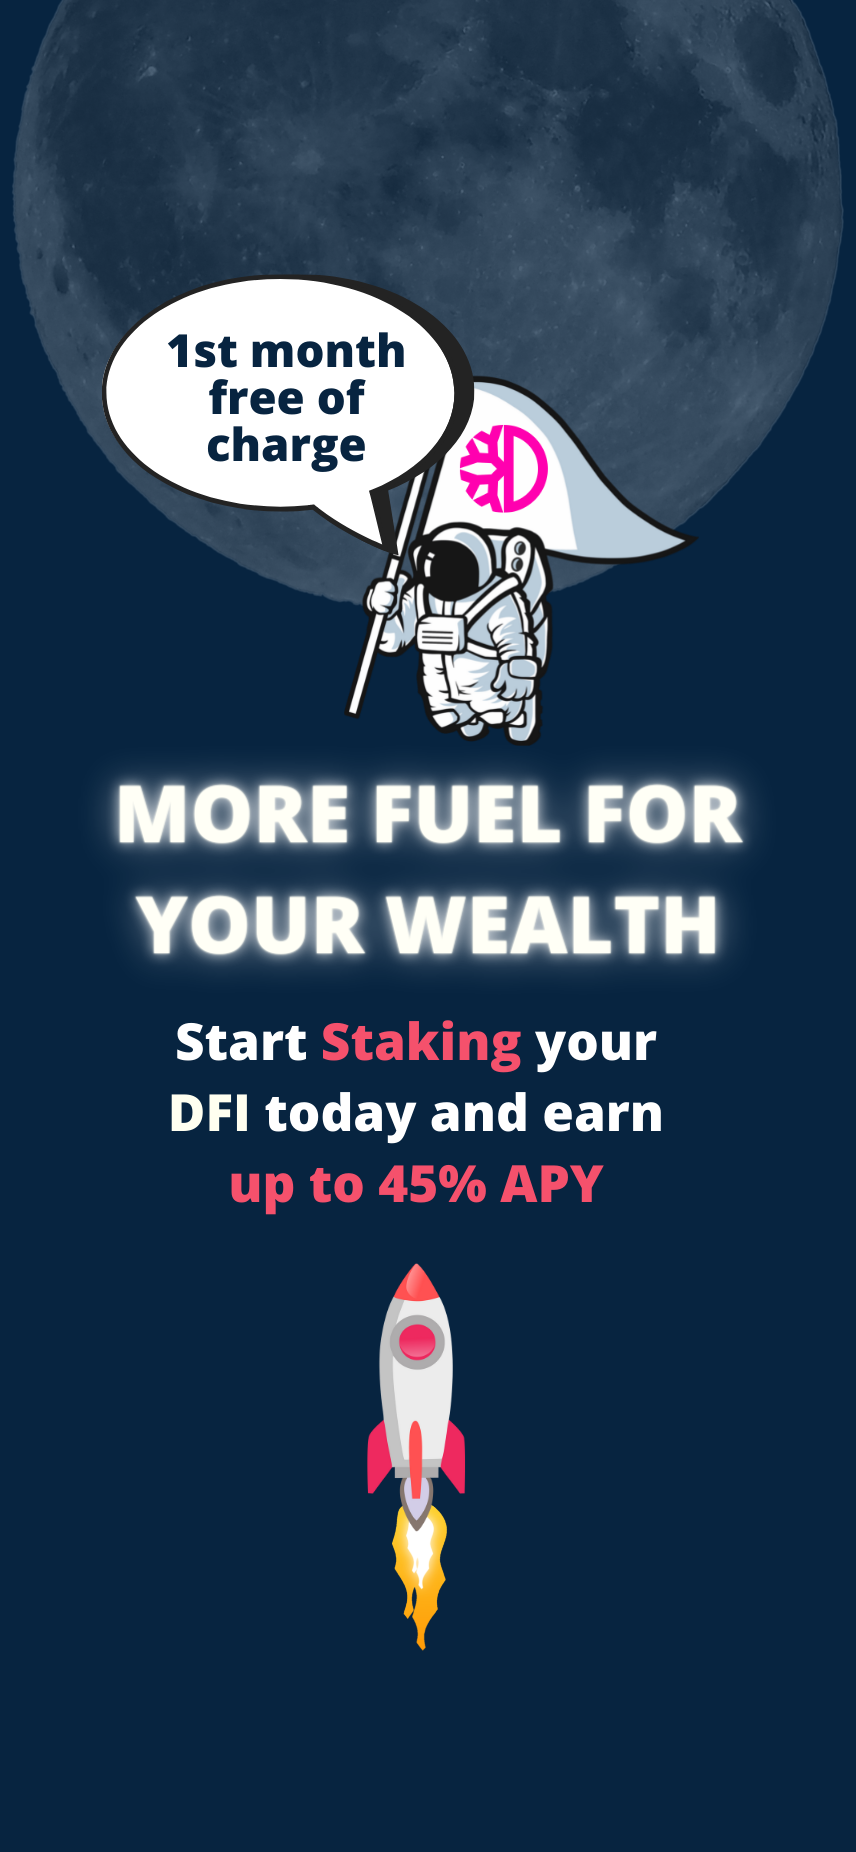 1st month
free of
charge
MORE FUEL FOR
YOUR WEALTH
Start Staking your
DFI today and earn
up to 45% APY